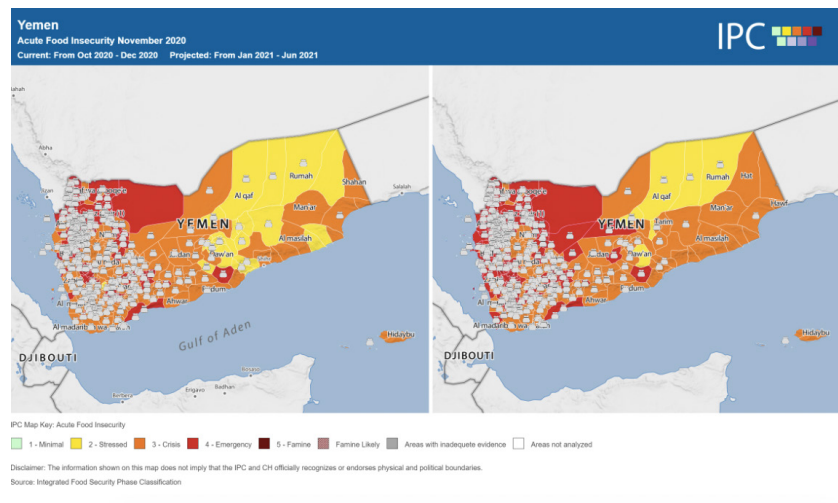 Yemen
Acute Food Insecurity November 2020
Current: From Oct 2020 - Dec 2020 Projected: From Jan 2021 - Jun 2021
IPC
Abha
Rumah
Shahan
Salalah
Al qaf
Man'ar
YEMEN
Al masilah
Ahwar
Gulf of Aden
Hidaybu
DJIBOUTI
Berbera
Erigavo
Badhan
Rumah
Hat
Al qaf
Man'ar
Hawf
YEMEN
Al masilah
Ahwar
Hidaybu
DJIBOUTI
IPC Map Key: Acute Food Insecurity
1 - Minimal
2 - Stressed
3 - Crisis
4 - Emergency
5 - Famine
Famine Likely
Areas with inadequete evidence
Areas not analyzed
Disclaimer: The information shown on this map does not imply that the IPC and CH officially recognizes or endorses physical and political boundaries.
Source: Integrated Food Security Phase Classification